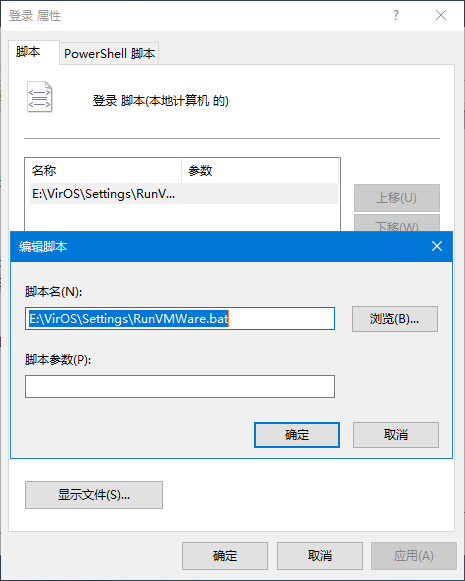 登录 属性
脚本
PowerShell 脚本
登录 脚本(本地计算机 的)
名称 参数
E:\VirOS\Settings\RunV...
上移(U)
下移(W)
编辑脚本
脚本名(N):
E:\VirOS\Settings\RunVMWare.bat
浏览(B)...
脚本参数(P):
确定 取消
显示文件(S)...
确定 取消 应用(A)